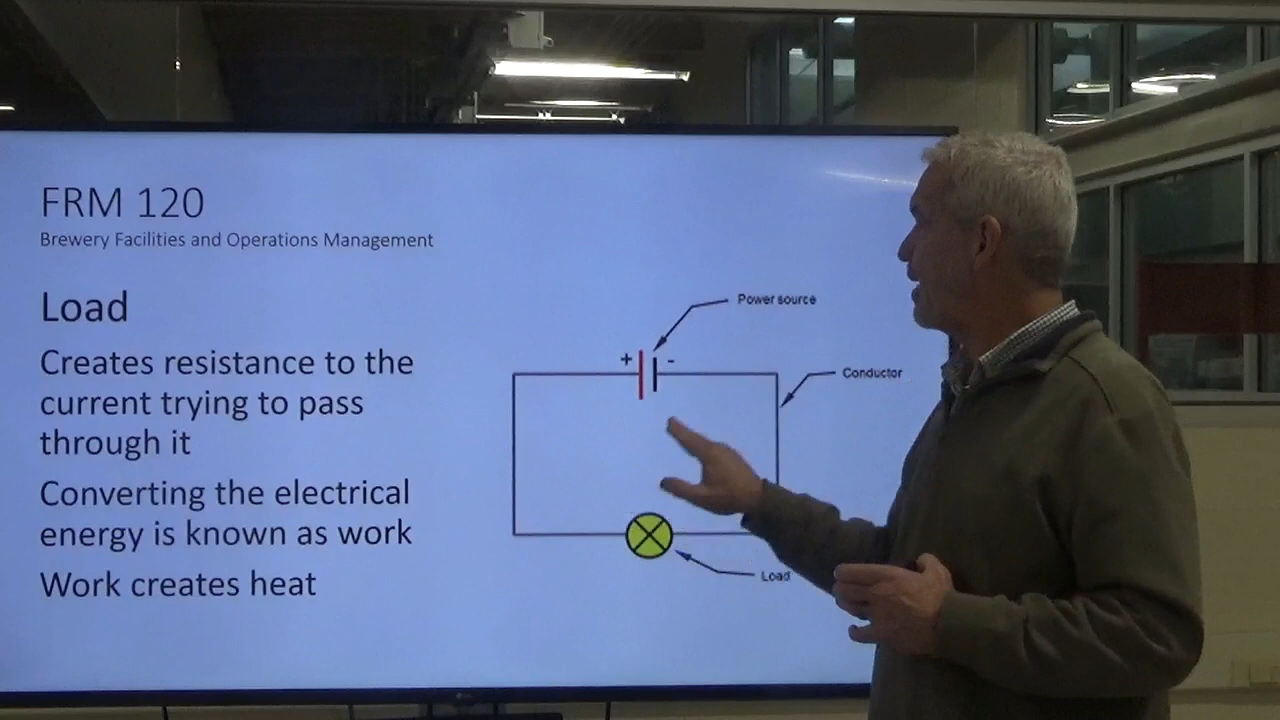 FRM 120
Brewery Facilities and Operations Management
Load
Creates resistance to the
current trying to pass
through it
Converting the electrical
energy is known as work
Work creates heat
Power source
+ -
Conductor
Load